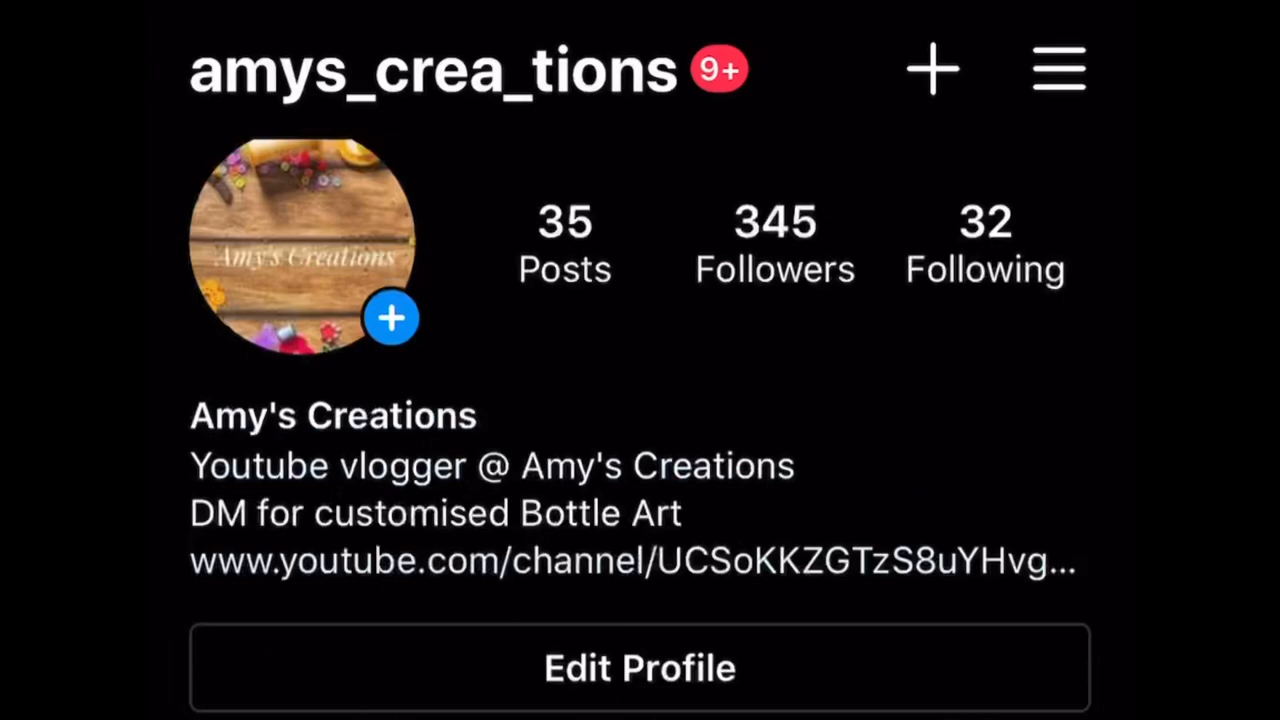 amys_crea_tions 9+
Amy's Creations
35 345 32
Posts Followers Following
Amy's Creations
Youtube vlogger @ Amy's Creations
DM for customised Bottle Art
www.youtube.com/channel/UCSoKKZGTzS8uYHvg...
Edit Profile